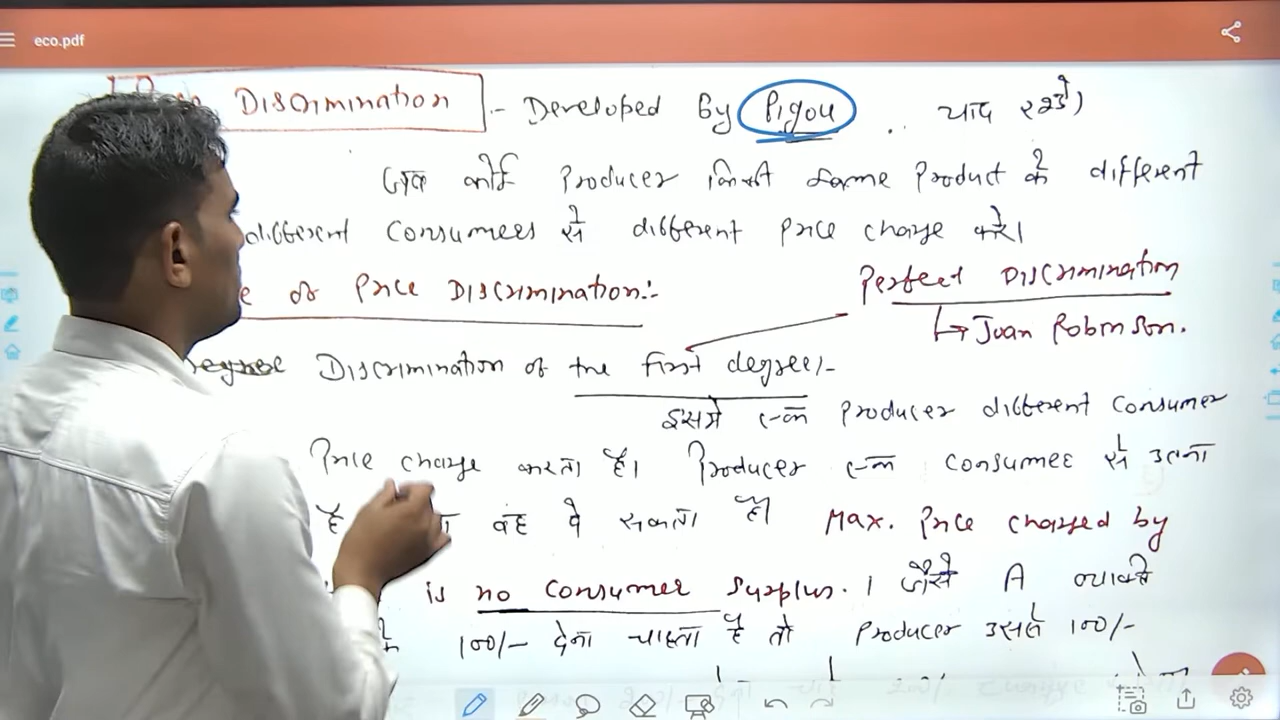 eco.pdf
Discrimination :- Developed By Pigou याद रखें)
जब कोई Producer किसी same Product के different
different Consumers से different price charge करे।
of Price Discrimination:- Perfect Discrimination
↳ Joan Robinson.
Discrimination of the first degree:-
इसमे एक Producer different Consumer
Price charge करता है। Producer एक consumer से उतना
है वह दे सकता है। Max. Price charged by
is no Consumer Surplus. । जैसे A व्यक्ति
100/- देना चाहता है तो Producer उससे 100/-